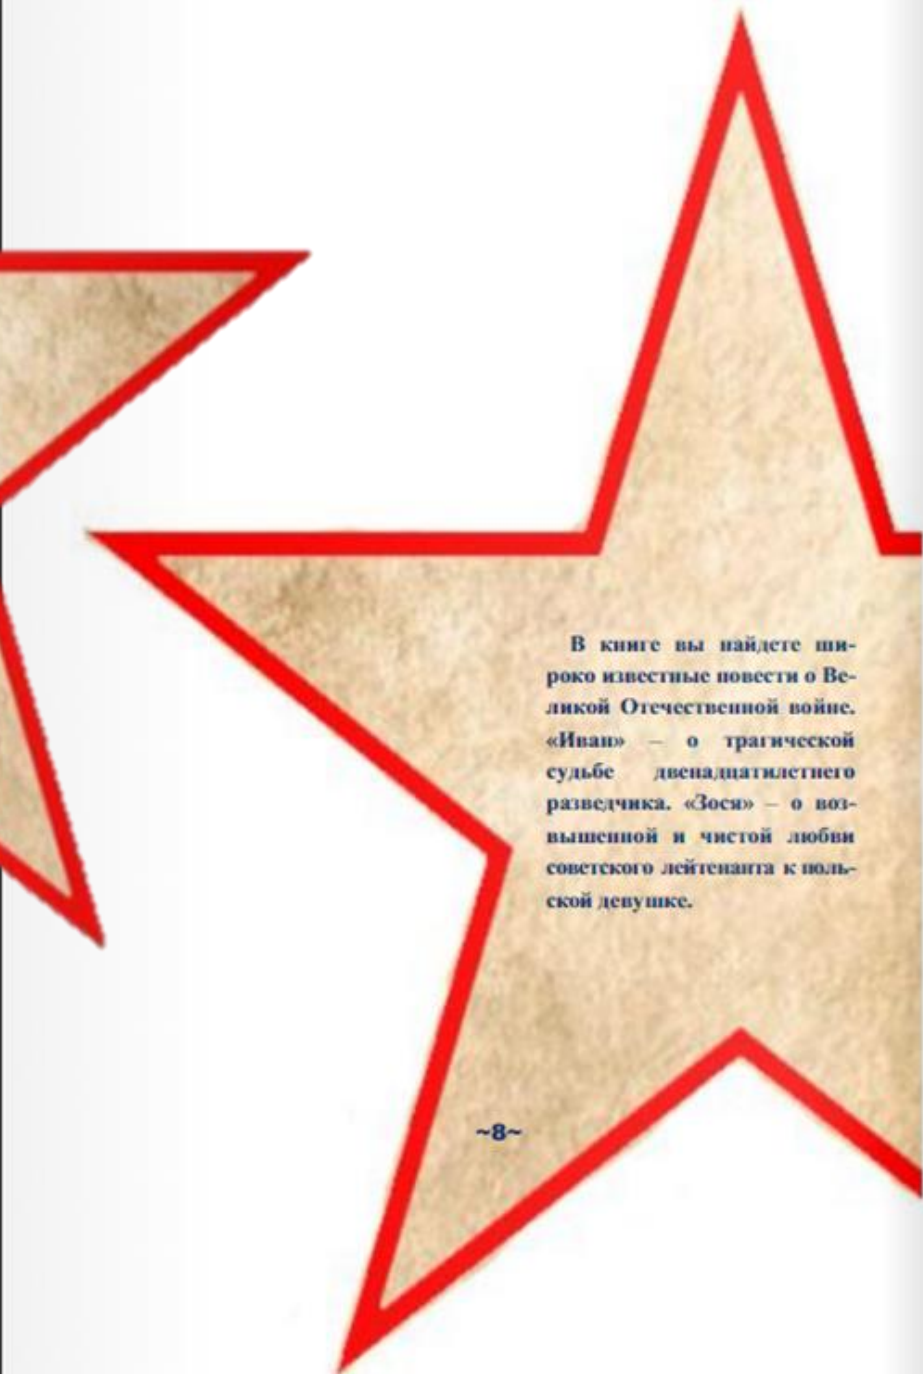 В книге вы найдете ши-
роко известные повести о Ве-
ликой Отечественной войне.
«Иван» – о трагической
судьбе двенадцатилетнего
разведчика. «Зося» – о воз-
вышенной и чистой любви
советского лейтенанта к поль-
ской девушке.
~8~